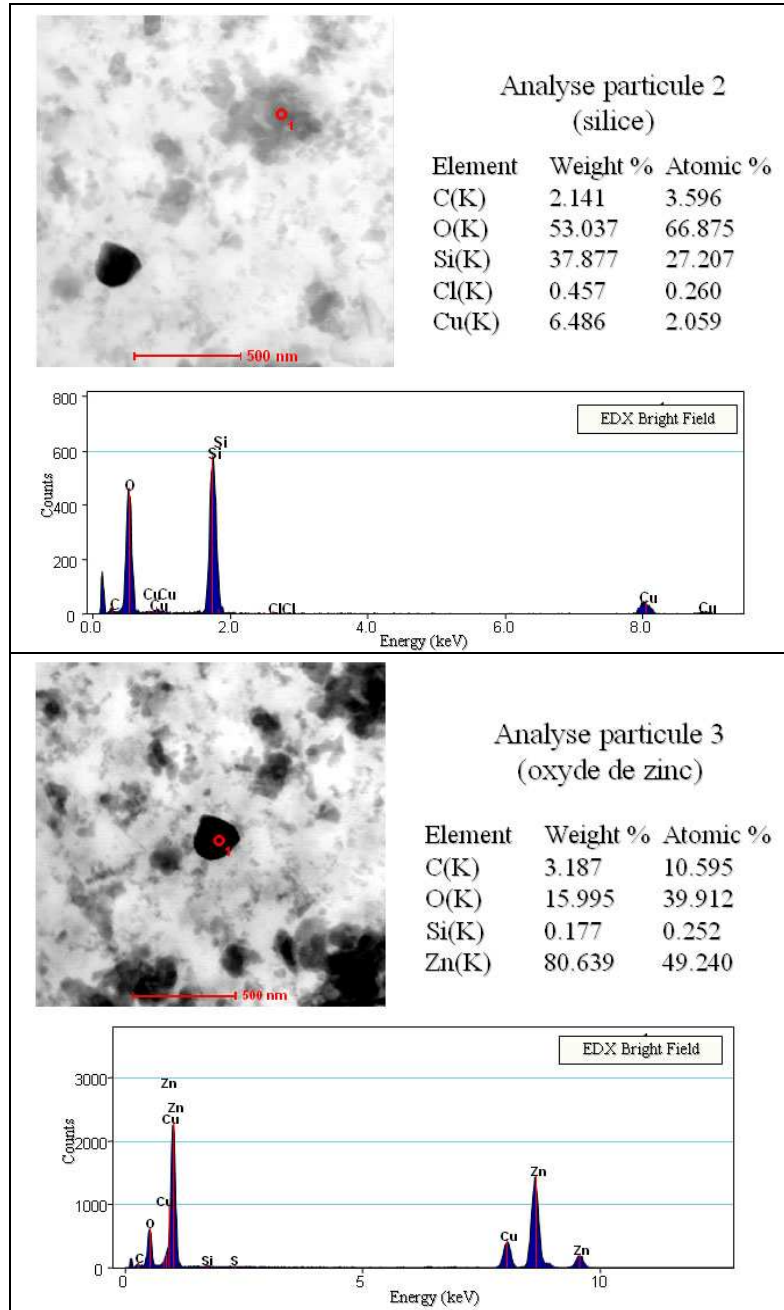 1
500 nm
Analyse particule 2
(silice)
Element Weight % Atomic %
C(K) 2.141 3.596
O(K) 53.037 66.875
Si(K) 37.877 27.207
Cl(K) 0.457 0.260
Cu(K) 6.486 2.059
800
EDX Bright Field
600
Si
Si
O
Counts
400
200
C CuCu
Cu
ClCl
Cu
Cu
0
0.0 2.0 4.0 6.0 8.0
Energy (keV)
1
500 nm
Analyse particule 3
(oxyde de zinc)
Element Weight % Atomic %
C(K) 3.187 10.595
O(K) 15.995 39.912
Si(K) 0.177 0.252
Zn(K) 80.639 49.240
EDX Bright Field
3000
Zn
Zn
Cu
Counts
2000
Zn
1000
Cu
O
Cu
Zn
C Si S
0
0 5 10
Energy (keV)